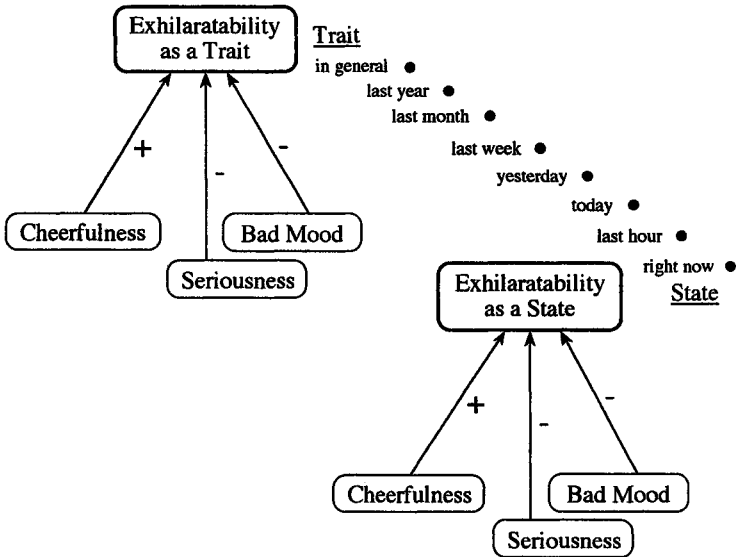 Exhilaratability
as a Trait
Trait
in general
last year
last month
last week
yesterday
today
last hour
right now
State
+
-
-
Cheerfulness
Bad Mood
Seriousness
Exhilaratability
as a State
+
-
-
Cheerfulness
Bad Mood
Seriousness